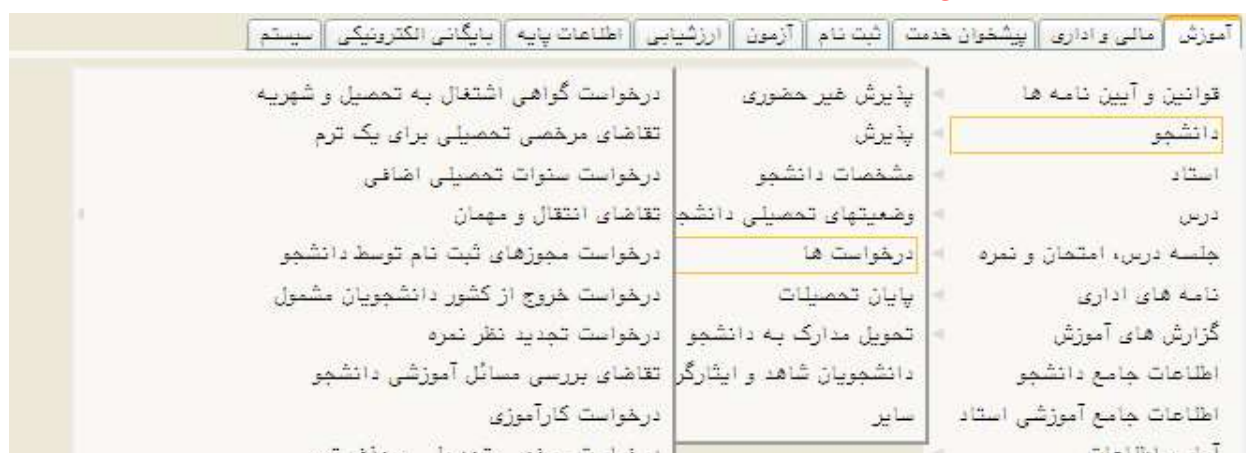 آموزش مالی و اداری پیشخوان خدمت ثبت نام آزمون ارزشیابی اطلاعات پایه بایگانی الکترونیکی سیستم
قوانین و آیین نامه ها
دانشجو
استاد
درس
جلسه درس، امتحان و نمره
نامه های اداری
گزارش های آموزش
اطلاعات جامع دانشجو
اطلاعات جامع آموزشی استاد
پذیرش غیر حضوری
پذیرش
مشخصات دانشجو
وضعیتهای تحصیلی دانشج
درخواست ها
پایان تحصیلات
تحویل مدارک به دانشجو
دانشجویان شاهد و ایثارگر
سایر
درخواست گواهی اشتغال به تحصیل و شهریه
تقاضای مرخصی تحصیلی برای یک ترم
درخواست سنوات تحصیلی اضافی
تقاضای انتقال و مهمان
درخواست مجوزهای ثبت نام توسط دانشجو
درخواست خروج از کشور دانشجویان مشمول
درخواست تجدید نظر نمره
تقاضای بررسی مسائل آموزشی دانشجو
درخواست کارآموزی